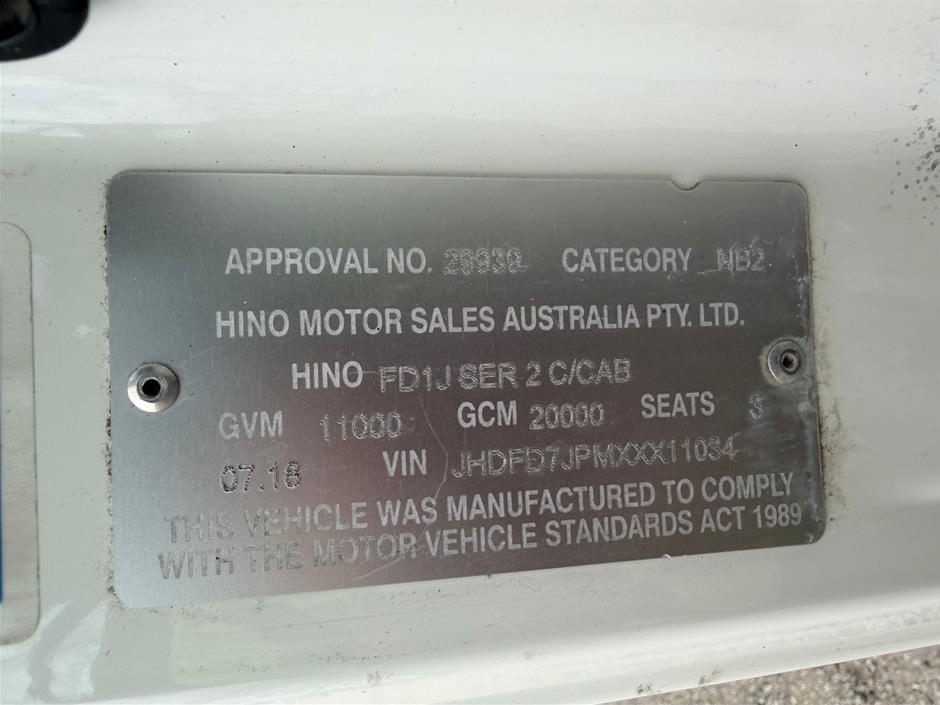 APPROVAL NO. 28939 CATEGORY NB2
HINO MOTOR SALES AUSTRALIA PTY. LTD.
HINO FD1J SER 2 C/CAB
GVM 11000 GCM 20000 SEATS 3
07.16 VIN JHDFD7JPMXXX11034
THIS VEHICLE WAS MANUFACTURED TO COMPLY
WITH THE MOTOR VEHICLE STANDARDS ACT 1989